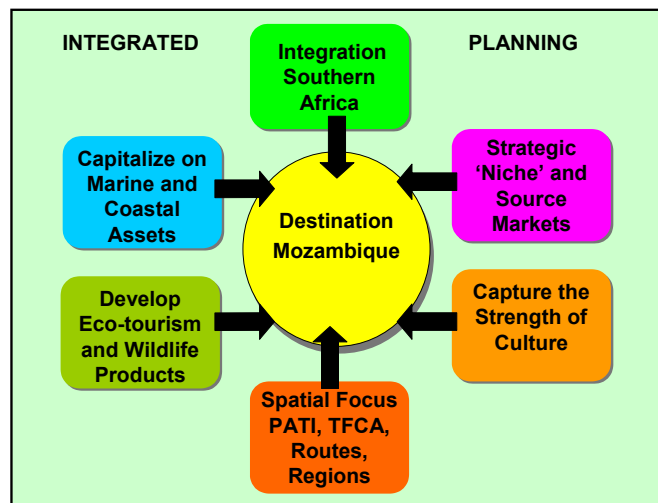 INTEGRATED
PLANNING
Integration
Southern
Africa
Capitalize on
Marine and
Coastal
Assets
Strategic
‘Niche’ and
Source
Markets
Destination
Mozambique
Develop
Eco-tourism
and Wildlife
Products
Capture the
Strength of
Culture
Spatial Focus
PATI, TFCA,
Routes,
Regions